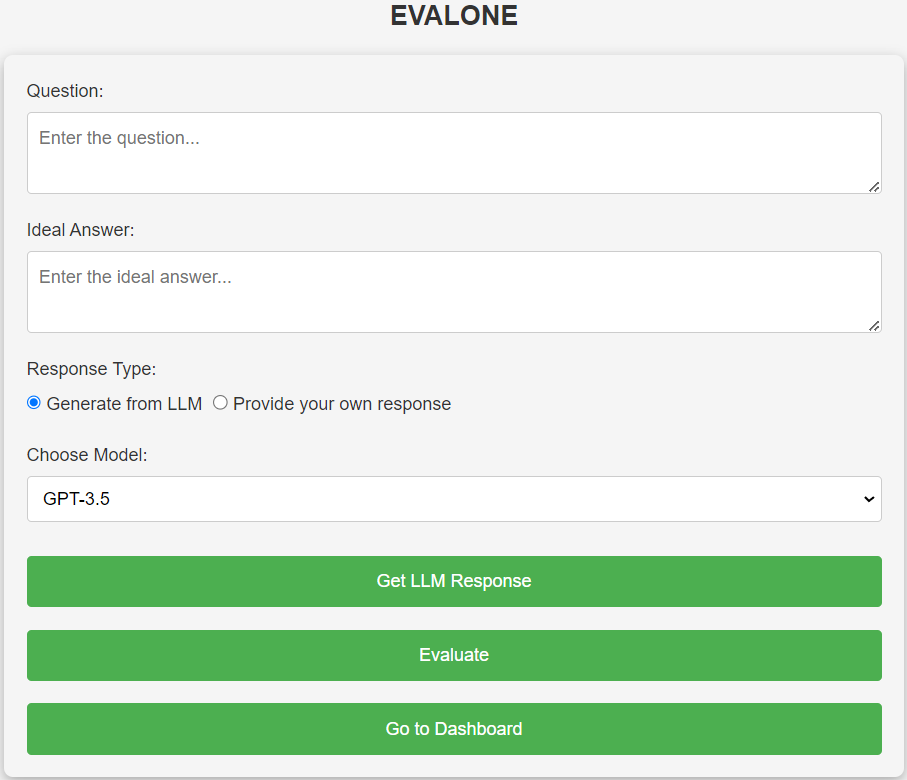 EVALONE
Question:
Enter the question...
Ideal Answer:
Enter the ideal answer...
Response Type:
Generate from LLM Provide your own response
Choose Model:
GPT-3.5
Get LLM Response
Evaluate
Go to Dashboard